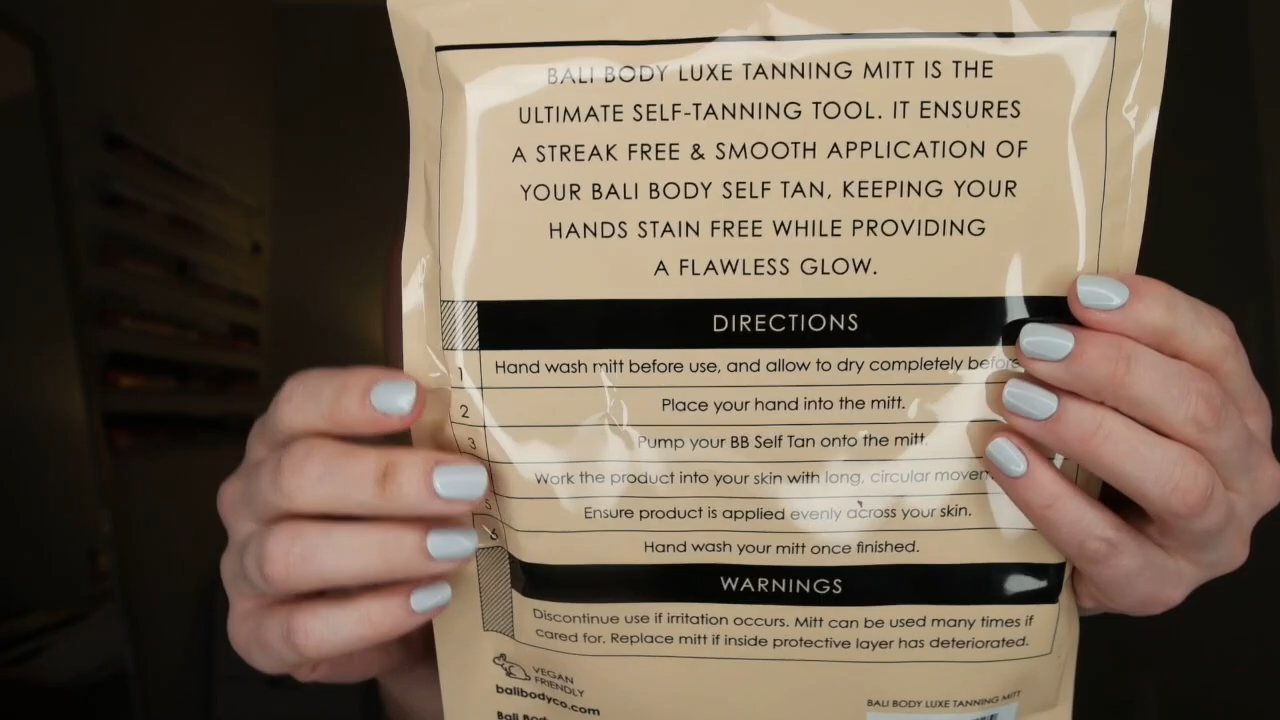 BALI BODY LUXE TANNING MITT IS THE
ULTIMATE SELF-TANNING TOOL. IT ENSURES
A STREAK FREE & SMOOTH APPLICATION OF
YOUR BALI BODY SELF TAN, KEEPING YOUR
HANDS STAIN FREE WHILE PROVIDING
A FLAWLESS GLOW.
DIRECTIONS
1 Hand wash mitt before use, and allow to dry completely before
2 Place your hand into the mitt.
3 Pump your BB Self Tan onto the mitt.
Work the product into your skin with long, circular
5 Ensure product is applied evenly across your skin.
6 Hand wash your mitt once finished.
WARNINGS
Discontinue use if irritation occurs. Mitt can be used many times if
cared for. Replace mitt if inside protective layer has deteriorated.
VEGAN
FRIENDLY
balibodyco.com
Bali
BALI BODY LUXE TANNING MITT